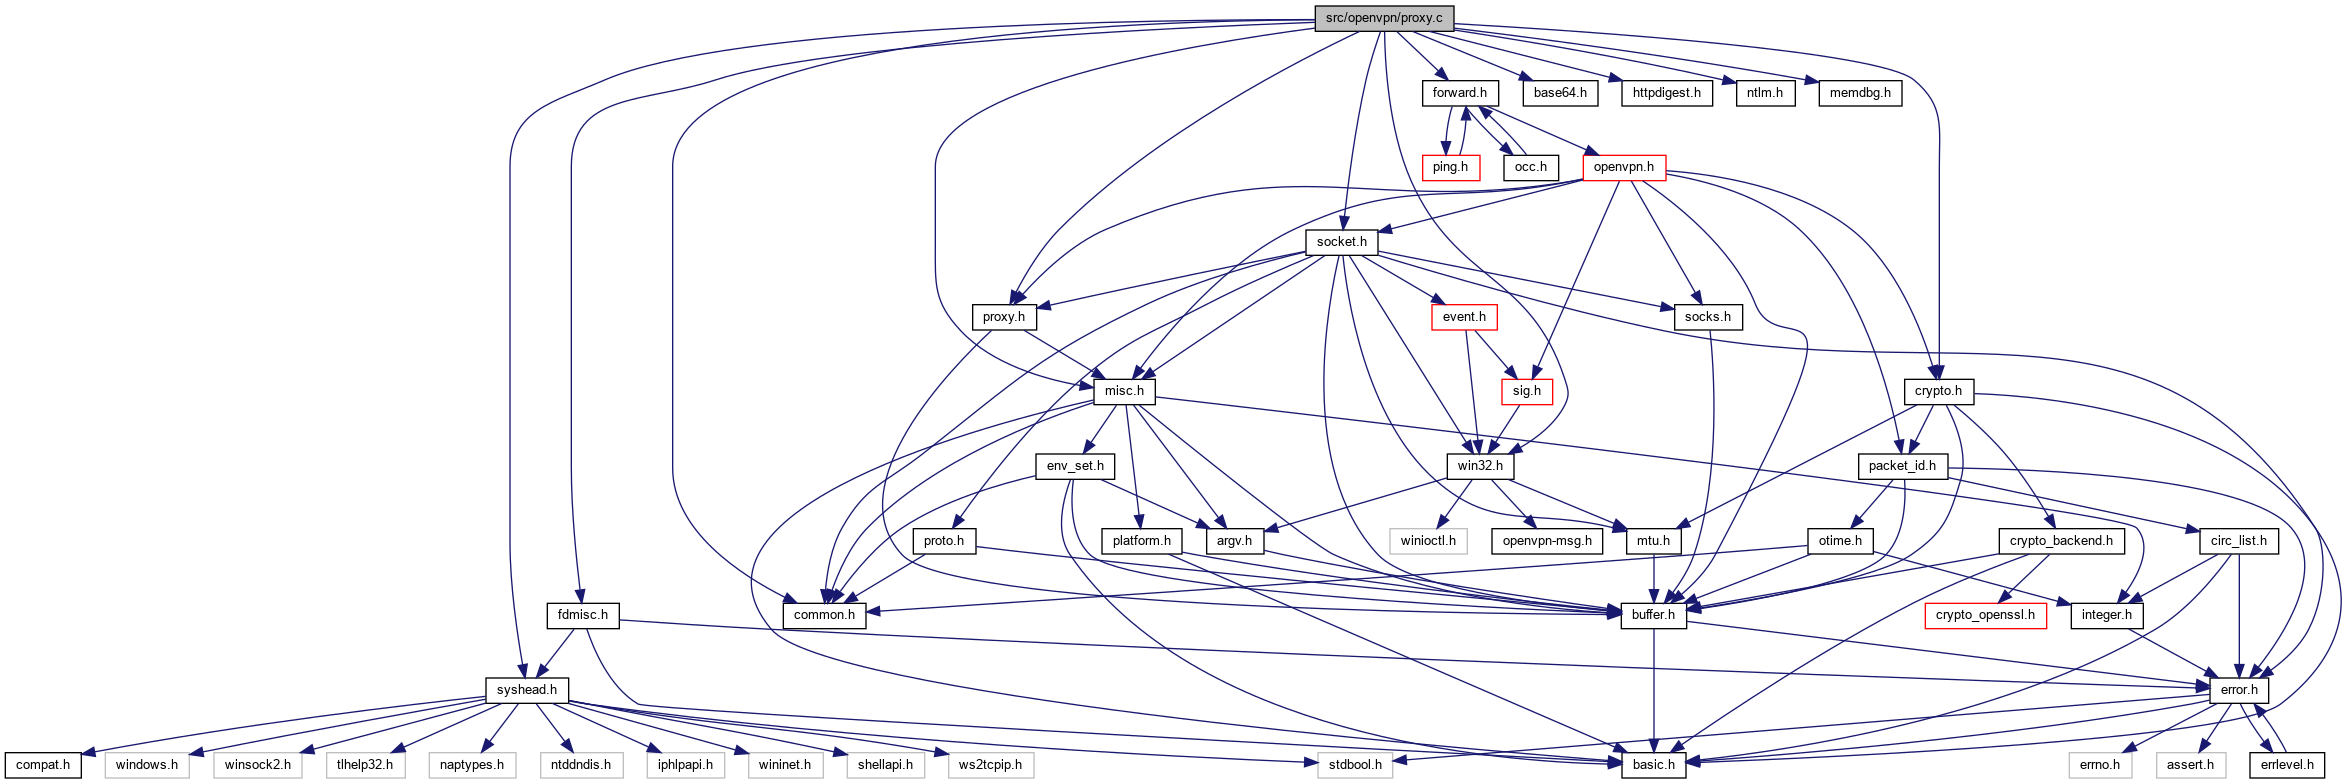 src/openvpn/proxy.c
forward.h
base64.h
httpdigest.h
ntlm.h
memdbg.h
ping.h
occ.h
openvpn.h
socket.h
proxy.h
event.h
socks.h
misc.h
sig.h
crypto.h
env_set.h
win32.h
packet_id.h
proto.h
platform.h
argv.h
winioctl.h
openvpn-msg.h
mtu.h
otime.h
crypto_backend.h
circ_list.h
fdmisc.h
common.h
buffer.h
crypto_openssl.h
integer.h
syshead.h
error.h
compat.h
windows.h
winsock2.h
tlhelp32.h
naptypes.h
ntddndis.h
iphlpapi.h
wininet.h
shellapi.h
ws2tcpip.h
stdbool.h
basic.h
errno.h
assert.h
errlevel.h